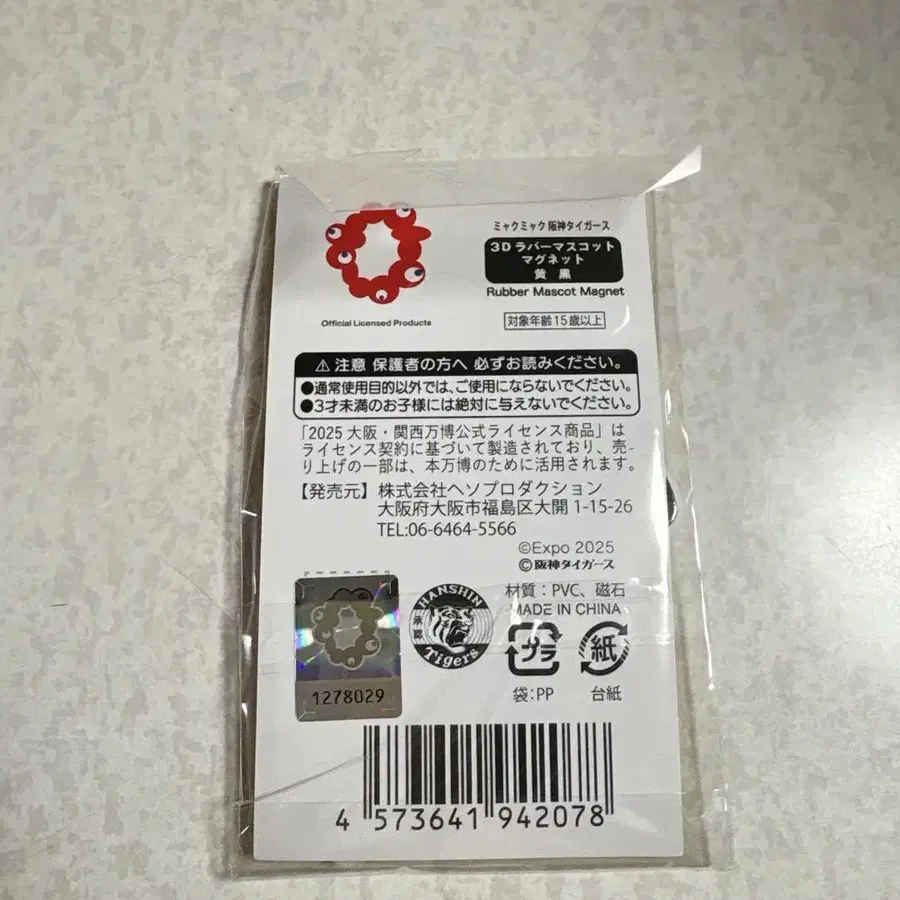 ミャクミャク 阪神タイガース
3Dラバーマスコット
マグネット
黄 黒
Rubber Mascot Magnet
Official Licensed Products
対象年齢15歳以上
⚠注意 保護者の方へ 必ずお読みください。
●通常使用目的以外では、ご使用にならないでください。
●3才未満のお子様には絶対に与えないでください。
「2025 大阪・関西万博公式ライセンス商品」は
ライセンス契約に基づいて製造されており、売
り上げの一部は、本万博のために活用されます。
【発売元】株式会社ヘソプロダクション
大阪府大阪市福島区大開 1-15-26
TEL:06-6464-5566
©Expo 2025
©阪神タイガース
材質：PVC、磁石
MADE IN CHINA
HANSHIN
Tigers
プラ
紙
袋:PP
台紙
1278029
4 573641 942078